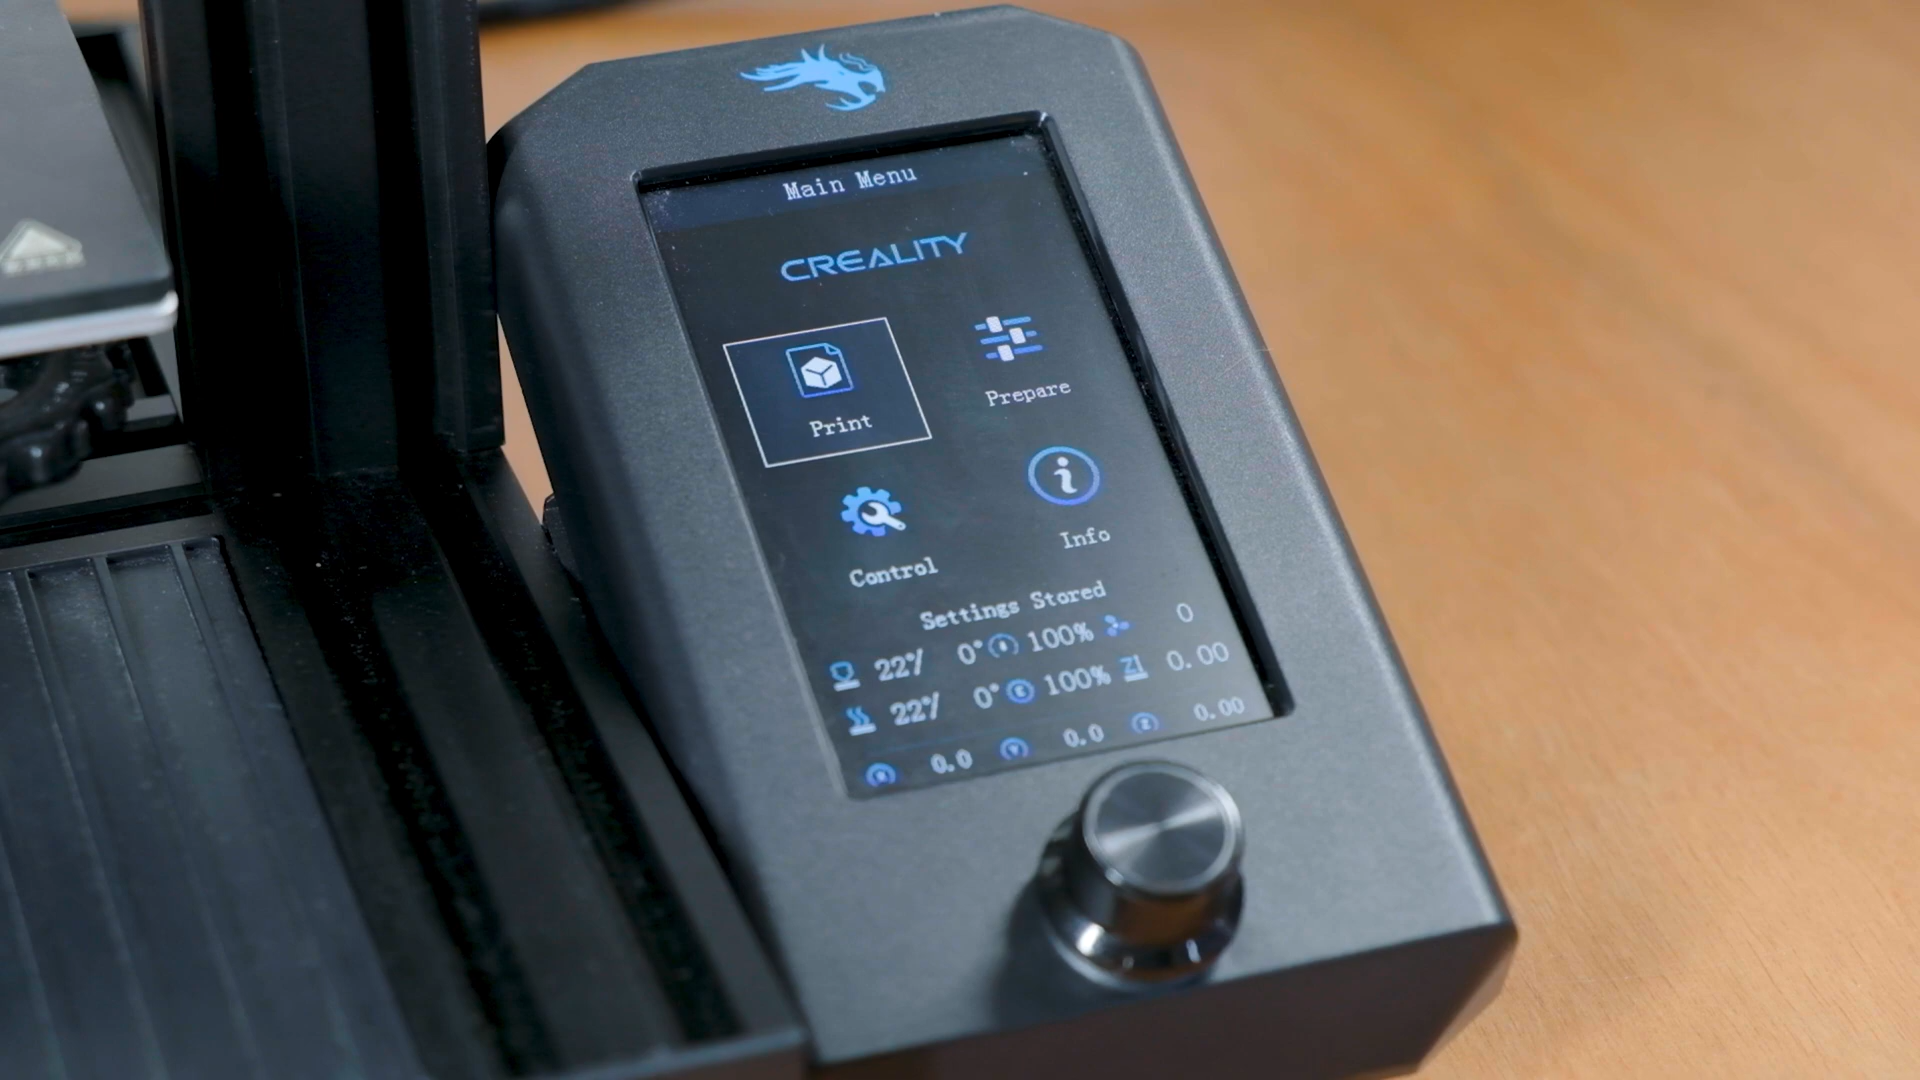 Main Menu
CREALITY
Print
Prepare
Control
Info
Settings Stored
22°/ 0° 100% 0
22°/ 0° E 100% Z 0.00
X 0.0 Y 0.0 Z 0.00